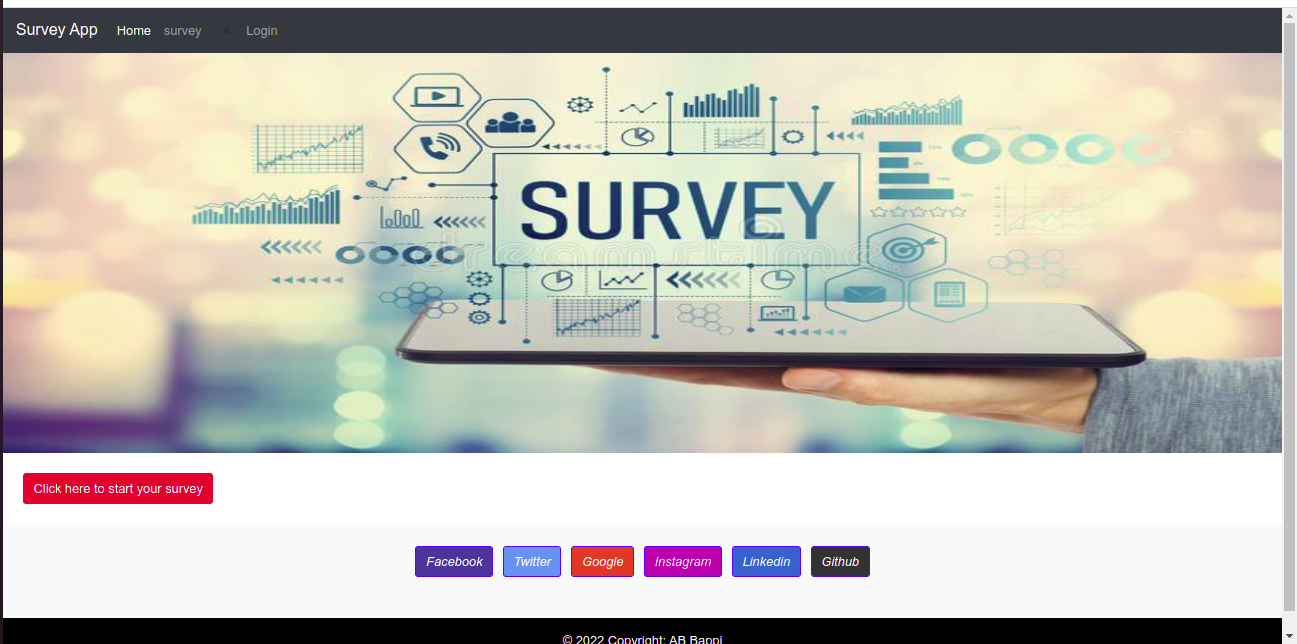 Survey App Home survey Login
SURVEY
dreamstime
Click here to start your survey
Facebook Twitter Google Instagram Linkedin Github
© 2022 Copyright: AB Bappi